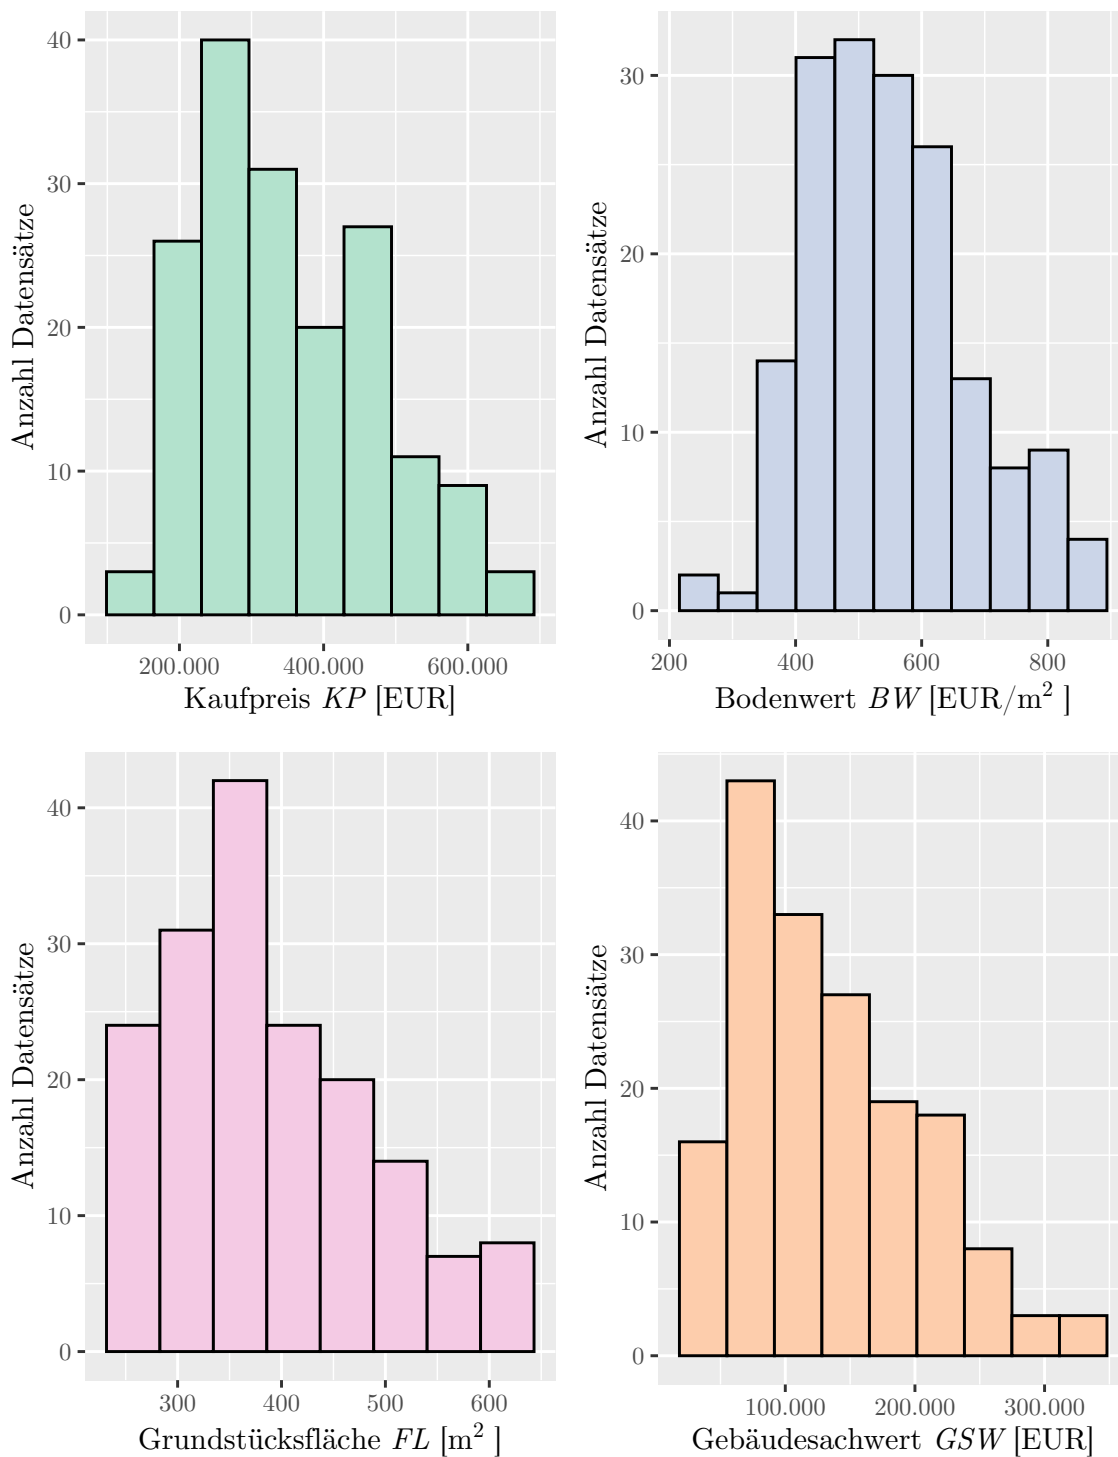 40
30
20
10
0
Anzahl Datensätze
200.000 400.000 600.000
Kaufpreis KP [EUR]
30
20
10
0
Anzahl Datensätze
200 400 600 800
Bodenwert BW [EUR/m² ]
40
30
20
10
0
Anzahl Datensätze
300 400 500 600
Grundstücksfläche FL [m² ]
40
30
20
10
0
Anzahl Datensätze
100.000 200.000 300.000
Gebäudesachwert GSW [EUR]